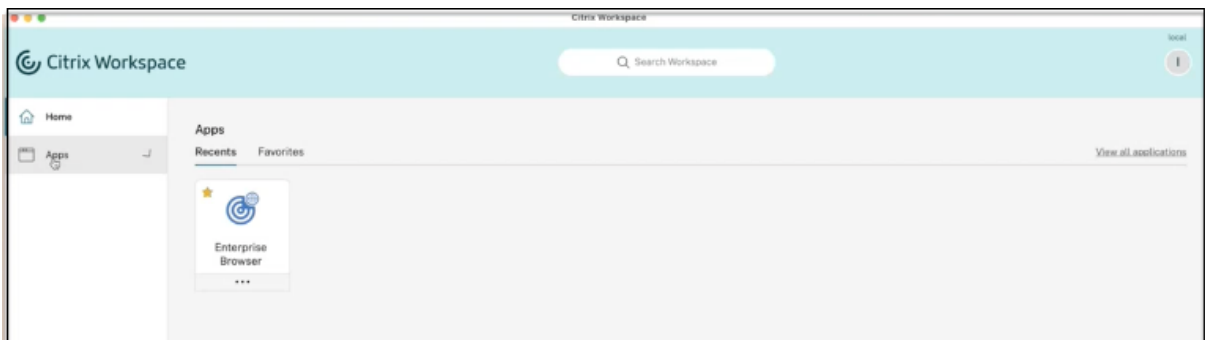 Citrix Workspace
local
Citrix Workspace
Search Workspace
I
Home
Apps
Apps
Recents Favorites
View all applications
Enterprise
Browser